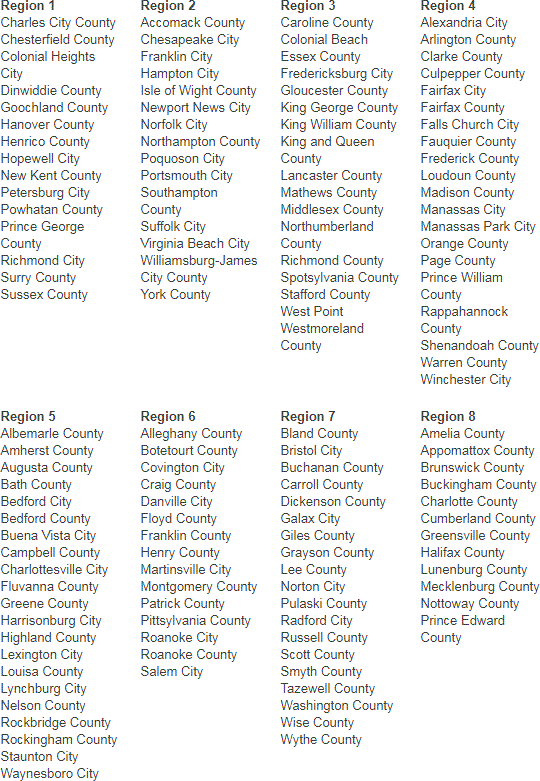 Region 1
Charles City County
Chesterfield County
Colonial Heights
City
Dinwiddie County
Goochland County
Hanover County
Henrico County
Hopewell City
New Kent County
Petersburg City
Powhatan County
Prince George
County
Richmond City
Surry County
Sussex County
Region 2
Accomack County
Chesapeake City
Franklin City
Hampton City
Isle of Wight County
Newport News City
Norfolk City
Northampton County
Poquoson City
Portsmouth City
Southampton
County
Suffolk City
Virginia Beach City
Williamsburg-James
City County
York County
Region 3
Caroline County
Colonial Beach
Essex County
Fredericksburg City
Gloucester County
King George County
King William County
King and Queen
County
Lancaster County
Mathews County
Middlesex County
Northumberland
County
Richmond County
Spotsylvania County
Stafford County
West Point
Westmoreland
County
Region 4
Alexandria City
Arlington County
Clarke County
Culpepper County
Fairfax City
Fairfax County
Falls Church City
Fauquier County
Frederick County
Loudoun County
Madison County
Manassas City
Manassas Park City
Orange County
Page County
Prince William
County
Rappahannock
County
Shenandoah County
Warren County
Winchester City
Region 5
Albemarle County
Amherst County
Augusta County
Bath County
Bedford City
Bedford County
Buena Vista City
Campbell County
Charlottesville City
Fluvanna County
Greene County
Harrisonburg City
Highland County
Lexington City
Louisa County
Lynchburg City
Nelson County
Rockbridge County
Rockingham County
Staunton City
Waynesboro City
Region 6
Alleghany County
Botetourt County
Covington City
Craig County
Danville City
Floyd County
Franklin County
Henry County
Martinsville City
Montgomery County
Patrick County
Pittsylvania County
Roanoke City
Roanoke County
Salem City
Region 7
Bland County
Bristol City
Buchanan County
Carroll County
Dickenson County
Galax City
Giles County
Grayson County
Lee County
Norton City
Pulaski County
Radford City
Russell County
Scott County
Smyth County
Tazewell County
Washington County
Wise County
Wythe County
Region 8
Amelia County
Appomattox County
Brunswick County
Buckingham County
Charlotte County
Cumberland County
Greensville County
Halifax County
Lunenburg County
Mecklenburg County
Nottoway County
Prince Edward
County